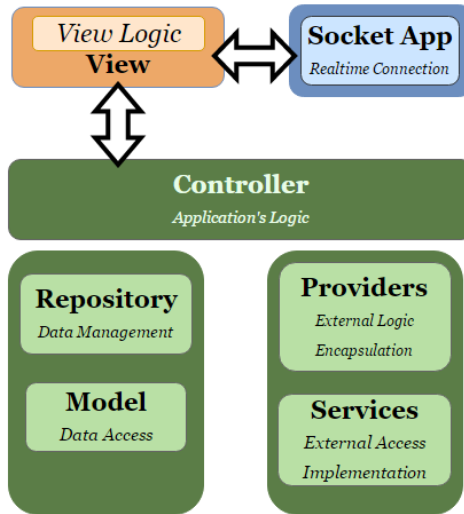 View Logic
View
Socket App
Realtime Connection
Controller
Application's Logic
Repository
Data Management
Model
Data Access
Providers
External Logic
Encapsulation
Services
External Access
Implementation